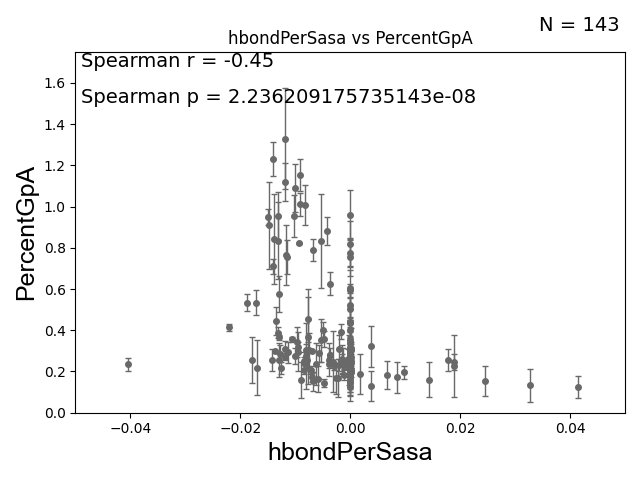 N = 143
hbondPerSasa vs PercentGpA
Spearman r = -0.45
Spearman p = 2.236209175735143e-08
PercentGpA
1.6
1.4
1.2
1.0
0.8
0.6
0.4
0.2
0.0
−0.04 −0.02 0.00 0.02 0.04
hbondPerSasa